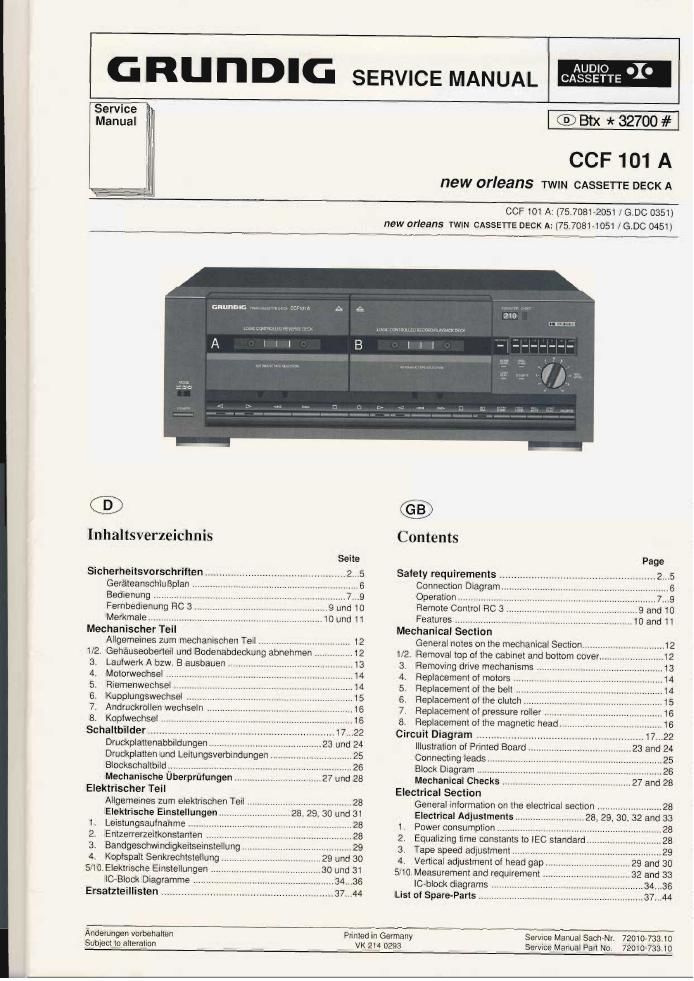 GRUNDIG SERVICE MANUAL
AUDIO
CASSETTE
Service
Manual
D Btx * 32700 #
CCF 101 A
new orleans TWIN CASSETTE DECK A
CCF 101 A: (75.7081-2051 / G.DC 0351)
new orleans TWIN CASSETTE DECK A: (75.7081-1051 / G.DC 0451)
GRUNDIG CCF101A
LOGIC CONTROLLED REVERSE DECK
LOGIC CONTROLLED RECORD/PLAYBACK DECK
A
B
210
D
Inhaltsverzeichnis
Seite
Sicherheitsvorschriften ... 2...5
Geräteanschlußplan ... 6
Bedienung ... 7...9
Fernbedienung RC 3 ... 9 und 10
Merkmale ... 10 und 11
Mechanischer Teil
Allgemeines zum mechanischen Teil ... 12
1/2. Gehäuseoberteil und Bodenabdeckung abnehmen ... 12
3. Laufwerk A bzw. B ausbauen ... 13
4. Motorwechsel ... 14
5. Riemenwechsel ... 14
6. Kupplungswechsel ... 15
7. Andruckrollen wechseln ... 16
8. Kopfwechsel ... 16
Schaltbilder ... 17...22
Druckplattenabbildungen ... 23 und 24
Druckplatten und Leitungsverbindungen ... 25
Blockschaltbild ... 26
Mechanische Überprüfungen ... 27 und 28
Elektrischer Teil
Allgemeines zum elektrischen Teil ... 28
Elektrische Einstellungen ... 28, 29, 30 und 31
1. Leistungsaufnahme ... 28
2. Entzerrerzeitkonstanten ... 28
3. Bandgeschwindigkeitseinstellung ... 29
4. Kopfspalt Senkrechtstellung ... 29 und 30
5/10. Elektrische Einstellungen ... 30 und 31
IC-Block Diagramme ... 34...36
Ersatzteillisten ... 37...44
GB
Contents
Page
Safety requirements ... 2...5
Connection Diagram ... 6
Operation ... 7...9
Remote Control RC 3 ... 9 and 10
Features ... 10 and 11
Mechanical Section
General notes on the mechanical Section ... 12
1/2. Removal top of the cabinet and bottom cover ... 12
3. Removing drive mechanisms ... 13
4. Replacement of motors ... 14
5. Replacement of the belt ... 14
6. Replacement of the clutch ... 15
7. Replacement of pressure roller ... 16
8. Replacement of the magnetic head ... 16
Circuit Diagram ... 17...22
Illustration of Printed Board ... 23 and 24
Connecting leads ... 25
Block Diagram ... 26
Mechanical Checks ... 27 and 28
Electrical Section
General information on the electrical section ... 28
Electrical Adjustments ... 28, 29, 30, 32 and 33
1. Power consumption ... 28
2. Equalizing time constants to IEC standard ... 28
3. Tape speed adjustment ... 29
4. Vertical adjustment of head gap ... 29 and 30
5/10. Measurement and requirement ... 32 and 33
IC-block diagrams ... 34...36
List of Spare-Parts ... 37...44
Änderungen vorbehalten
Subject to alteration
Printed in Germany
VK 214 0293
Service Manual Sach-Nr. 72010-733.10
Service Manual Part No. 72010-733.10